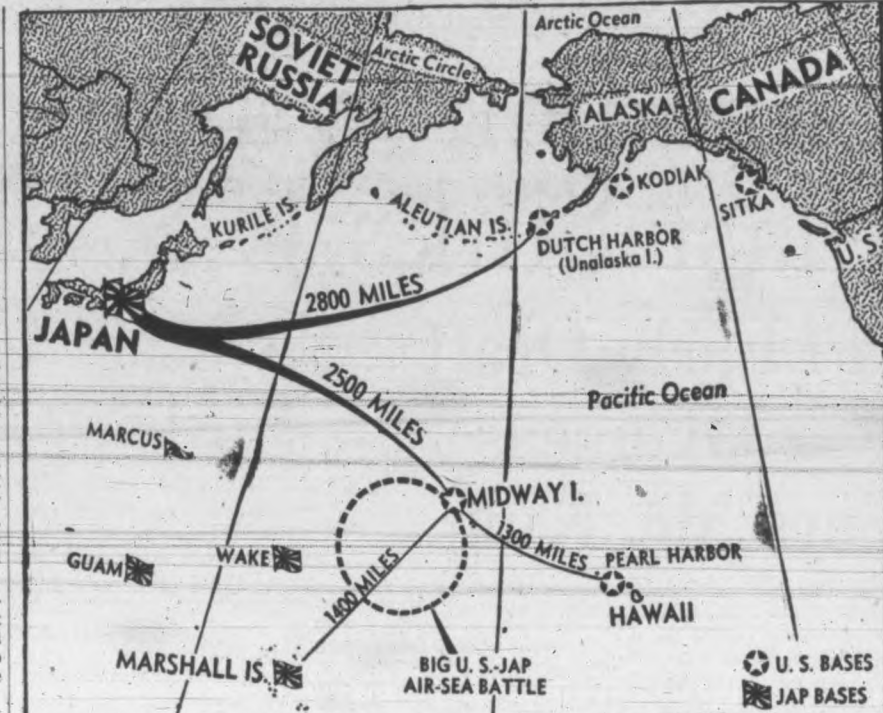 Arctic Ocean
SOVIET
RUSSIA
Arctic Circle
ALASKA
CANADA
KODIAK
SITKA
U.S.
KURILE IS.
ALEUTIAN IS.
DUTCH HARBOR
(Unalaska I.)
2800 MILES
JAPAN
2500 MILES
Pacific Ocean
MARCUS
MIDWAY I.
1300 MILES
PEARL HARBOR
HAWAII
GUAM
WAKE
1400 MILES
MARSHALL IS.
BIG U. S.-JAP
AIR-SEA BATTLE
U. S. BASES
JAP BASES